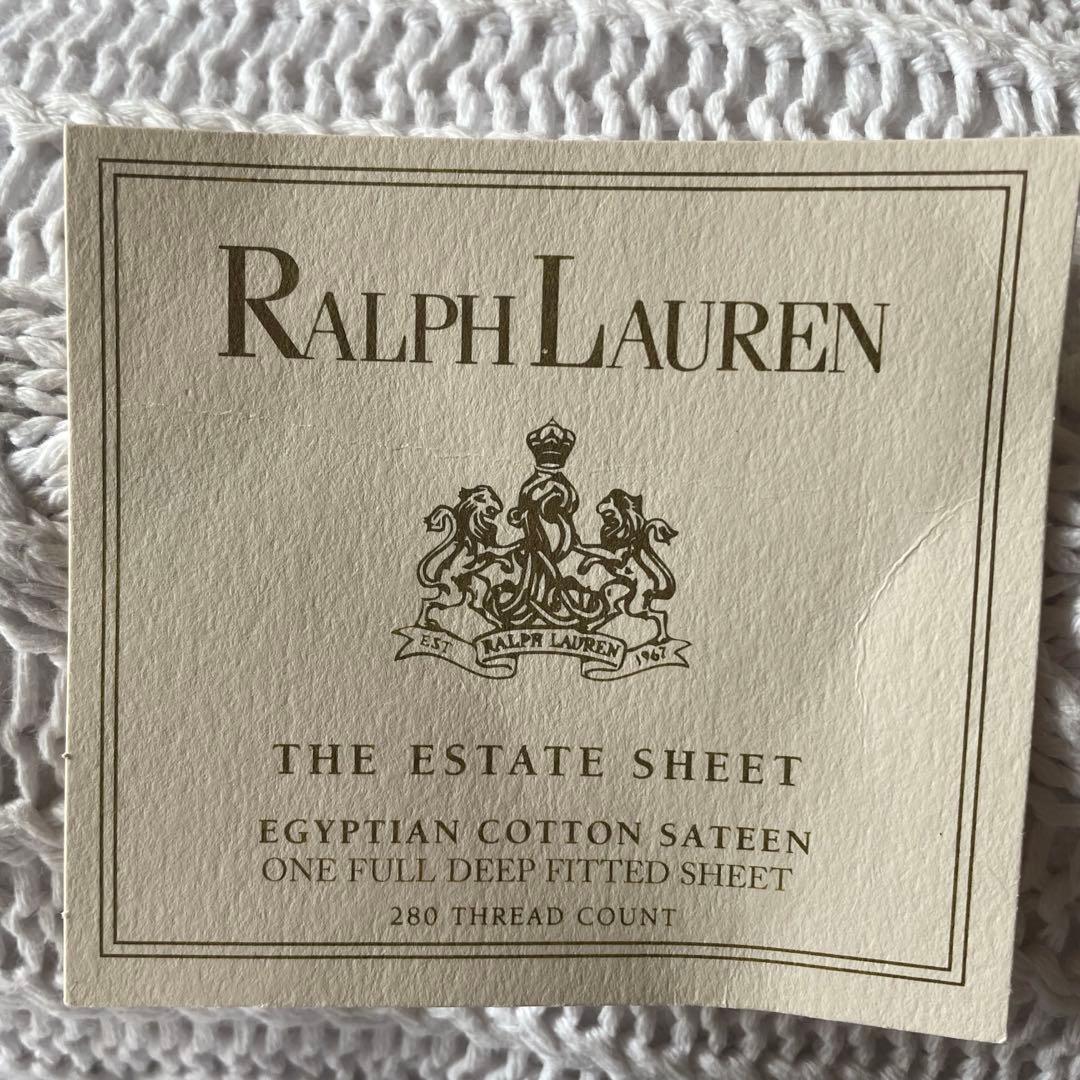 RALPH LAUREN
EST RALPH LAUREN 1967
THE ESTATE SHEET
EGYPTIAN COTTON SATEEN
ONE FULL DEEP FITTED SHEET
280 THREAD COUNT